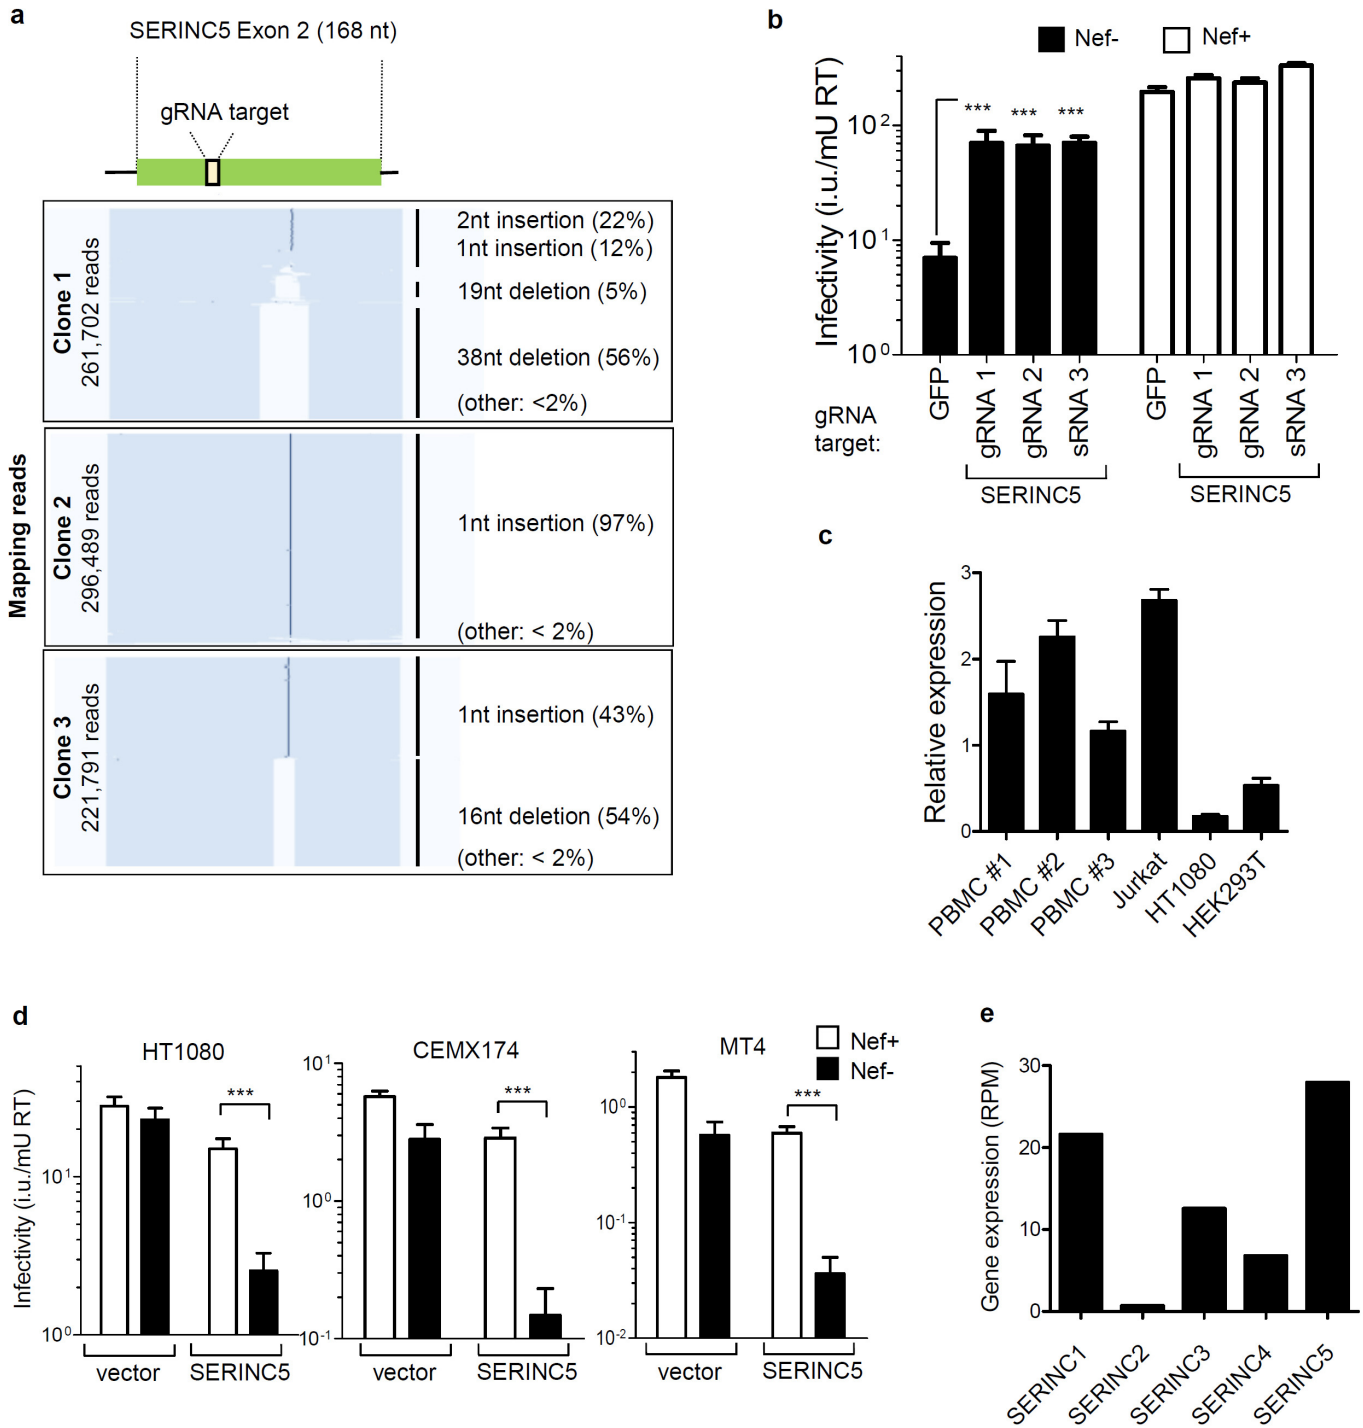 a
SERINC5 Exon 2 (168 nt)
gRNA target
Mapping reads
Clone 1
261,702 reads
2nt insertion (22%)
1nt insertion (12%)
19nt deletion (5%)
38nt deletion (56%)
(other: <2%)
Clone 2
296,489 reads
1nt insertion (97%)
(other: < 2%)
Clone 3
221,791 reads
1nt insertion (43%)
16nt deletion (54%)
(other: < 2%)
b
Nef- Nef+
Infectivity (i.u./mU RT)
10²
10¹
10⁰
*** *** ***
gRNA target:
GFP gRNA 1 gRNA 2 sRNA 3 GFP gRNA 1 gRNA 2 sRNA 3
SERINC5 SERINC5
c
Relative expression
3
2
1
0
PBMC #1 PBMC #2 PBMC #3 Jurkat HT1080 HEK293T
d
Nef+
Nef-
Infectivity (i.u./mU RT)
HT1080
10¹
10⁰
***
vector SERINC5
CEMX174
10¹
10⁰
10⁻¹
***
vector SERINC5
MT4
10⁰
10⁻¹
10⁻²
***
vector SERINC5
e
Gene expression (RPM)
30
20
10
0
SERINC1 SERINC2 SERINC3 SERINC4 SERINC5